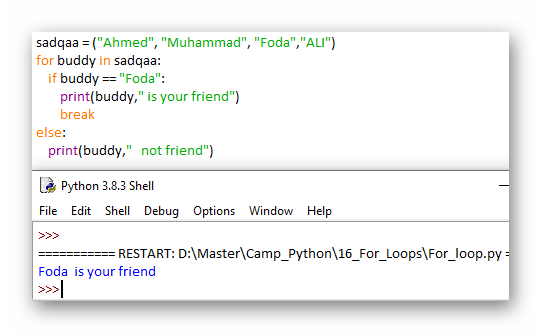 sadqaa = ("Ahmed", "Muhammad", "Foda","ALI")
for buddy in sadqaa:
    if buddy == "Foda":
        print(buddy," is your friend")
        break
else:
    print(buddy,"   not friend")
Python 3.8.3 Shell
File Edit Shell Debug Options Window Help
>>>
=========== RESTART: D:\Master\Camp_Python\16_For_Loops\For_loop.py =
Foda  is your friend
>>>